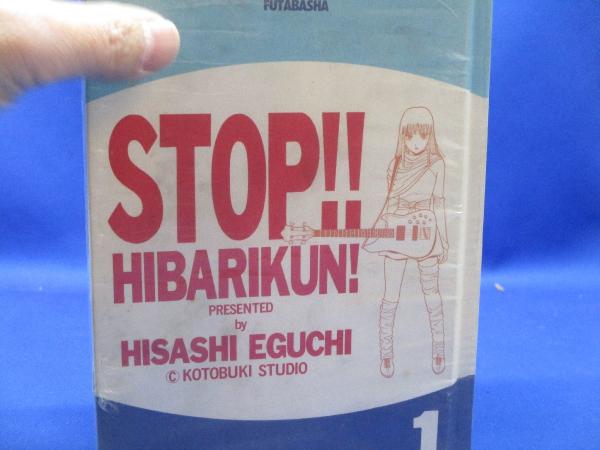 FUTABASHA
STOP!!
HIBARIKUN!
PRESENTED
by
HISASHI EGUCHI
© KOTOBUKI STUDIO
1